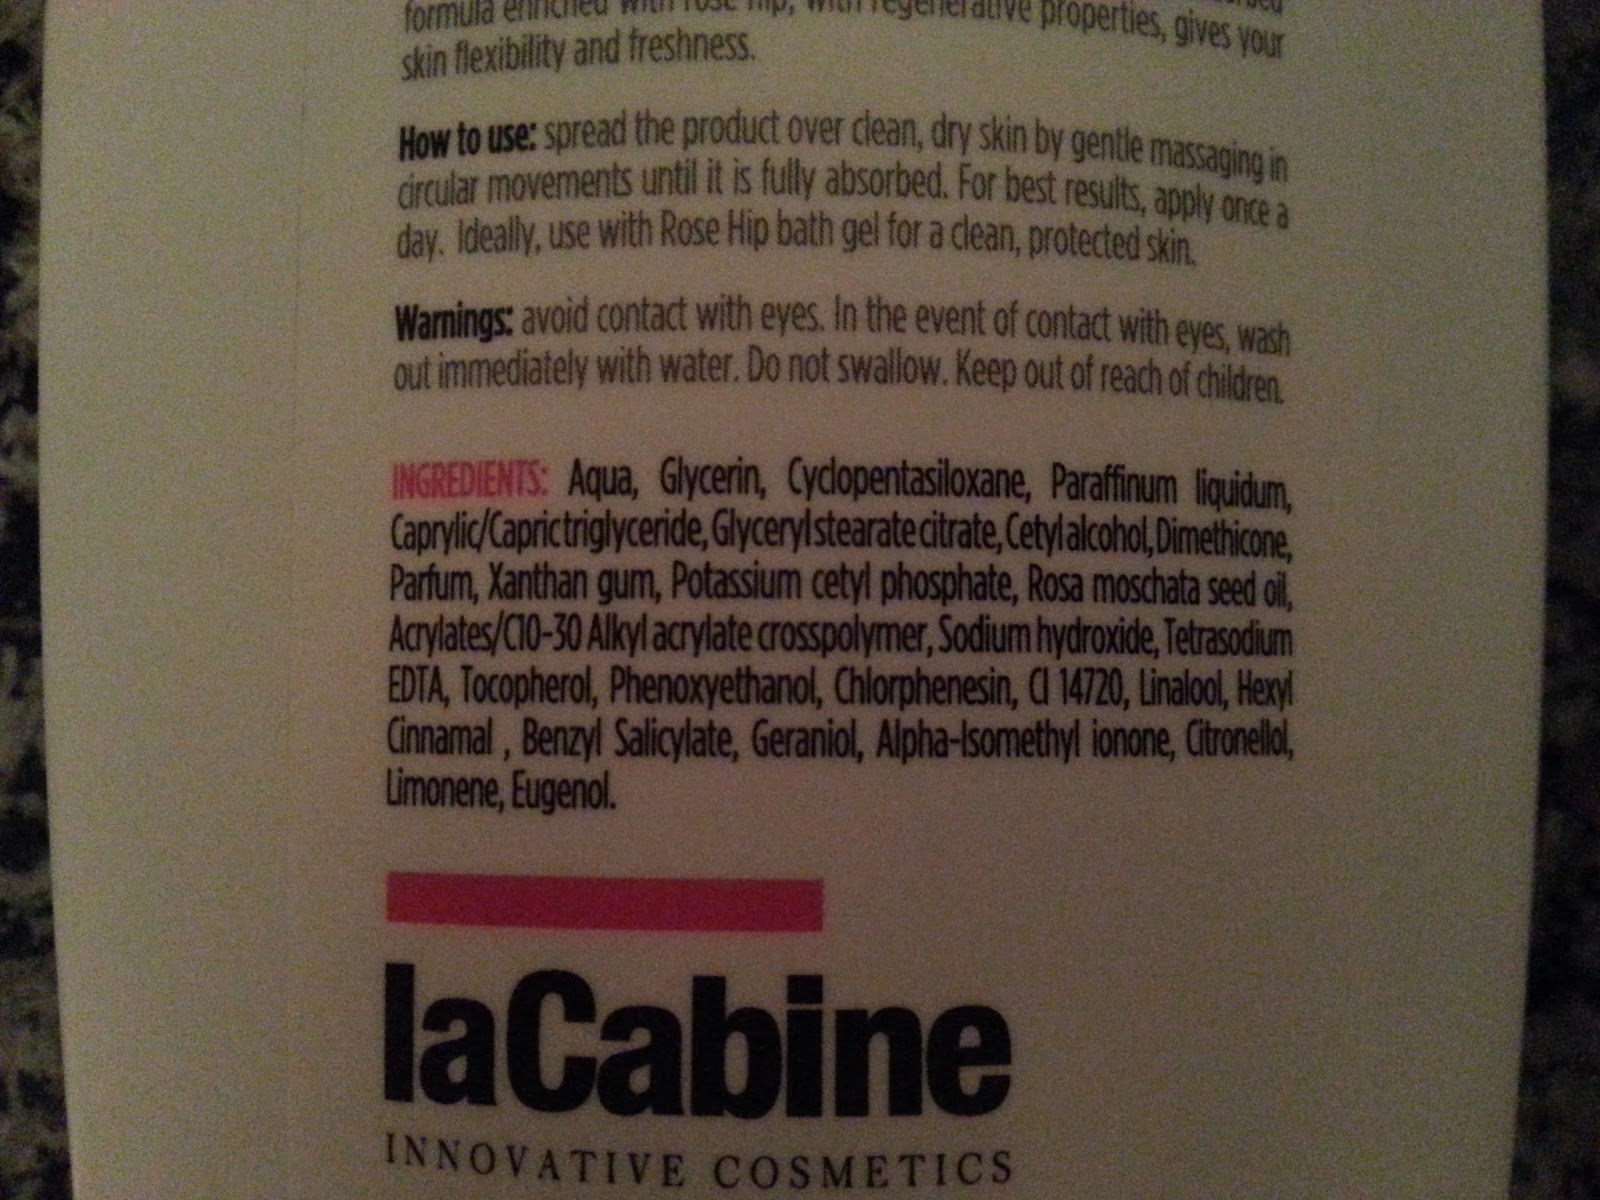 formula enriched with rose hip, with regenerative properties, gives your
skin flexibility and freshness.
How to use: spread the product over clean, dry skin by gentle massaging in
circular movements until it is fully absorbed. For best results, apply once a
day. Ideally, use with Rose Hip bath gel for a clean, protected skin.
Warnings: avoid contact with eyes. In the event of contact with eyes, wash
out immediately with water. Do not swallow. Keep out of reach of children.
INGREDIENTS: Aqua, Glycerin, Cyclopentasiloxane, Paraffinum liquidum,
Caprylic/Capric triglyceride, Glyceryl stearate citrate, Cetyl alcohol, Dimethicone,
Parfum, Xanthan gum, Potassium cetyl phosphate, Rosa moschata seed oil,
Acrylates/C10-30 Alkyl acrylate crosspolymer, Sodium hydroxide, Tetrasodium
EDTA, Tocopherol, Phenoxyethanol, Chlorphenesin, CI 14720, Linalool, Hexyl
Cinnamal , Benzyl Salicylate, Geraniol, Alpha-Isomethyl ionone, Citronellol,
Limonene, Eugenol.
laCabine
INNOVATIVE COSMETICS